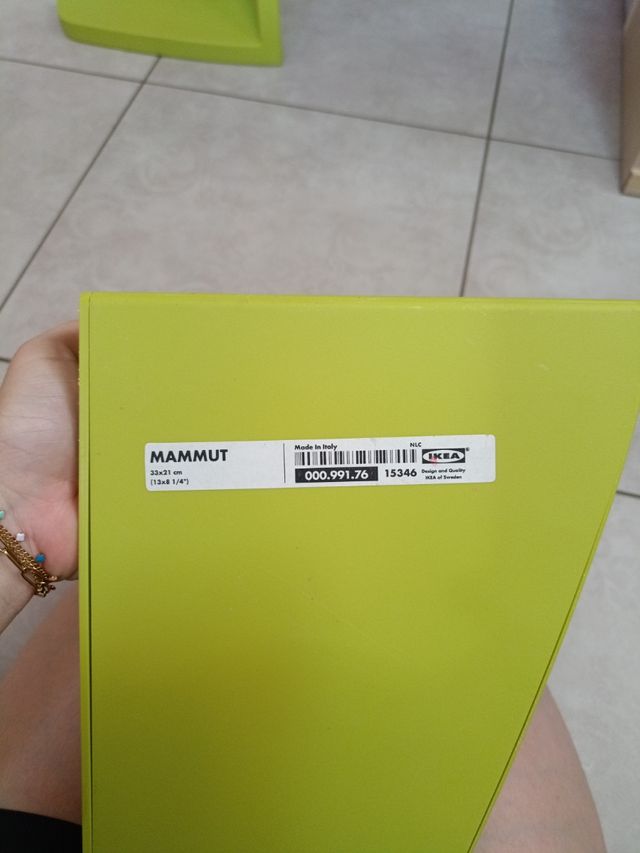 MAMMUT
33x21 cm
(13x8 1/4")
Made in Italy
NLC
000.991.76
15346
IKEA
Design and Quality
IKEA of Sweden